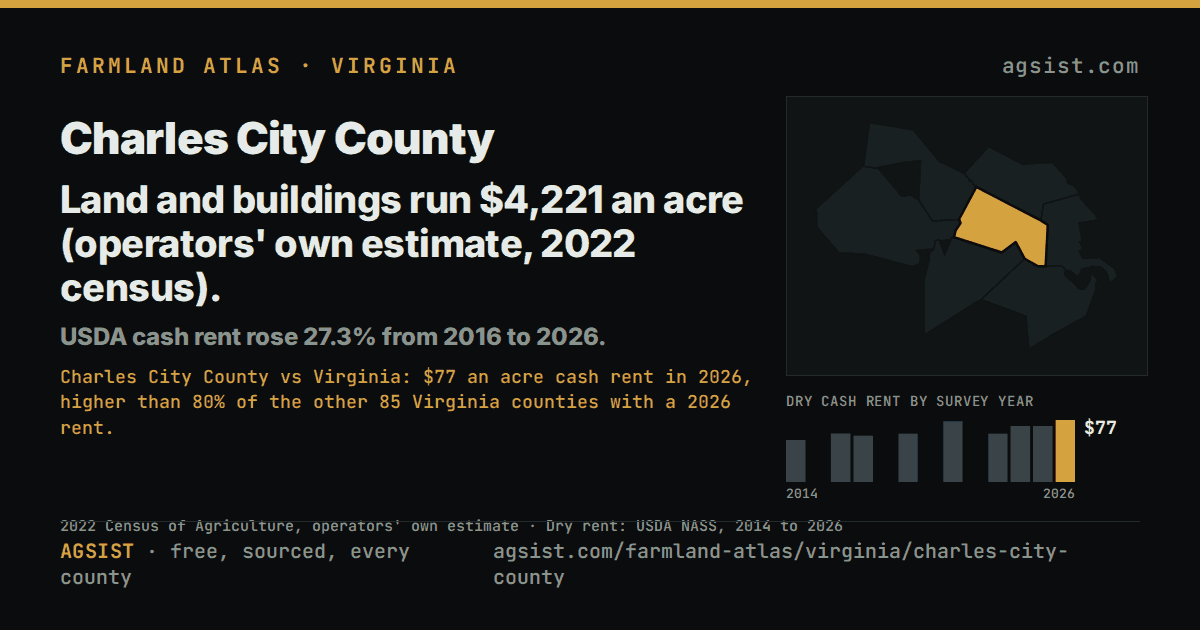 FARMLAND ATLAS · VIRGINIA
agsist.com
Charles City County
Land and buildings run $4,221 an acre
(operators' own estimate, 2022
census).
USDA cash rent rose 27.3% from 2016 to 2026.
Charles City County vs Virginia: $77 an acre cash rent in 2026,
higher than 80% of the other 85 Virginia counties with a 2026
rent.
DRY CASH RENT BY SURVEY YEAR
$77
2014
2026
2022 Census of Agriculture, operators' own estimate · Dry rent: USDA NASS, 2014 to 2026
AGSIST · free, sourced, every
county
agsist.com/farmland-atlas/virginia/charles-city-
county